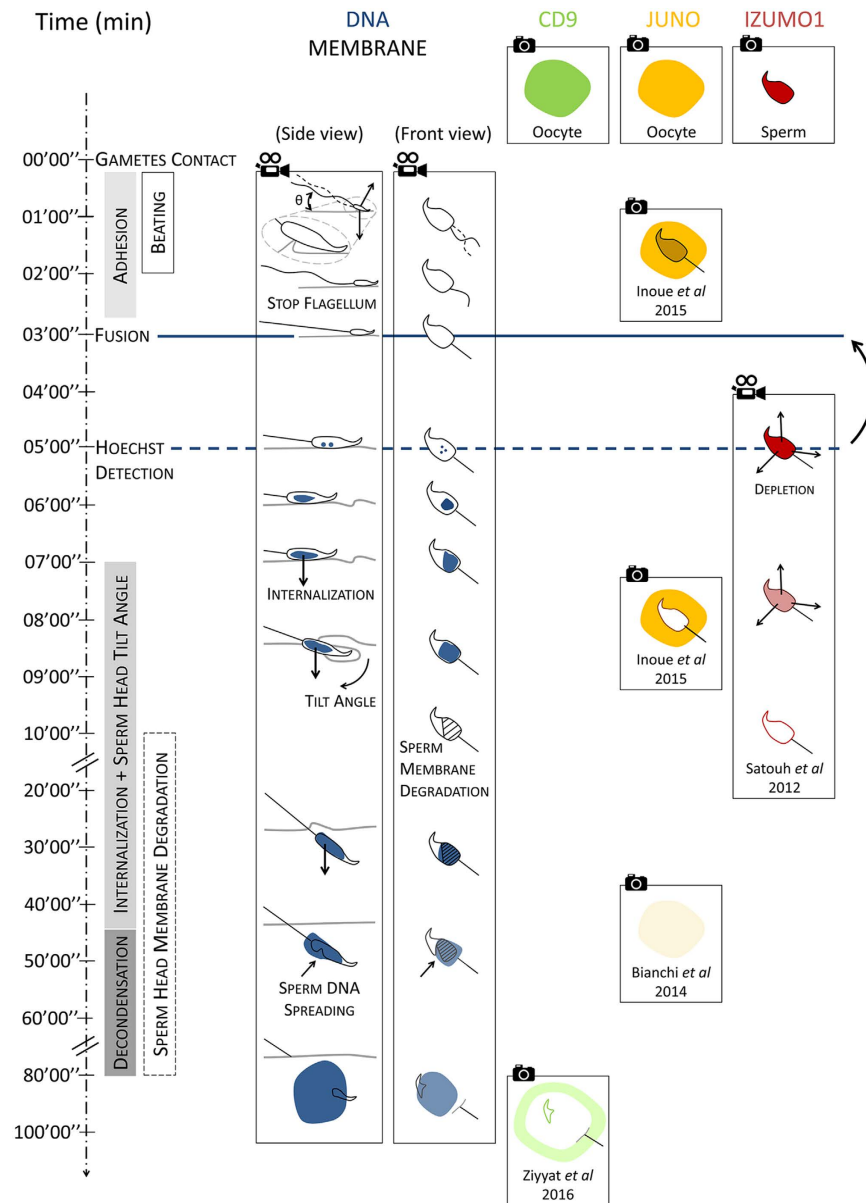 Time (min)
DNA
MEMBRANE
CD9
JUNO
IZUMO1
Oocyte
Oocyte
Sperm
(Side view)
(Front view)
00’00’’
GAMETES CONTACT
01’00’’
02’00’’
03’00’’
FUSION
04’00’’
05’00’’
HOECHST
DETECTION
06’00’’
07’00’’
08’00’’
09’00’’
10’00’’
20’00’’
30’00’’
40’00’’
50’00’’
60’00’’
80’00’’
100’00’’
ADHESION
BEATING
INTERNALIZATION + SPERM HEAD TILT ANGLE
DECONDENSATION
SPERM HEAD MEMBRANE DEGRADATION
θ
STOP FLAGELLUM
INTERNALIZATION
TILT ANGLE
SPERM DNA
SPREADING
SPERM
MEMBRANE
DEGRADATION
Inoue et al
2015
Inoue et al
2015
Bianchi et al
2014
DEPLETION
Satouh et al
2012
Ziyyat et al
2016